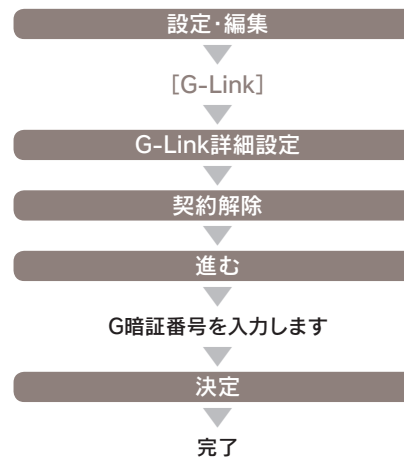 設定･編集
［G-Link］
G-Link詳細設定
契約解除
進む
G暗証番号を入力します
決定
完了